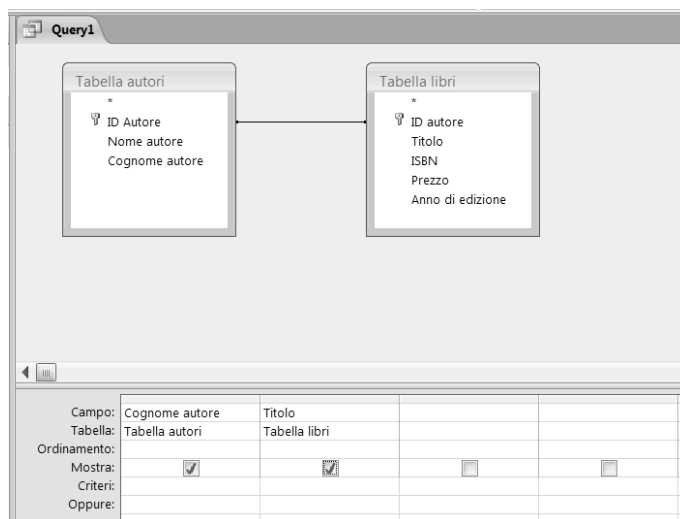 Query1
Tabella autori
*
ID Autore
Nome autore
Cognome autore
Tabella libri
*
ID autore
Titolo
ISBN
Prezzo
Anno di edizione
Campo: Cognome autore Titolo
Tabella: Tabella autori Tabella libri
Ordinamento:
Mostra:
Criteri:
Oppure: